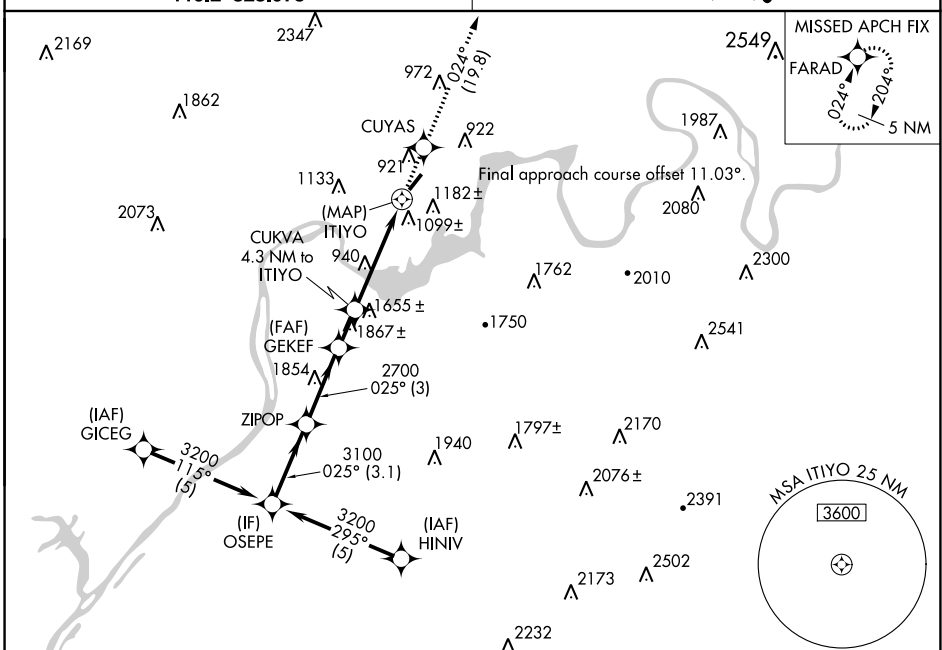 2169
2347
2549
MISSED APCH FIX
FARAD
024°
204°
5 NM
024°
(19.8)
972
1862
CUYAS
922
921
1987
Final approach course offset 11.03°.
1133
1182±
2080
(MAP)
ITIYO
1099±
2073
CUKVA
4.3 NM to
ITIYO
940
1762
2010
2300
1655±
1867±
1750
(FAF)
GEKEF
2541
1854
2700
025° (3)
ZIPOP
(IAF)
GICEG
3200
115°
(5)
3100
025° (3.1)
1940
1797±
2170
2076±
2391
(IF)
OSEPE
3200
295°
(5)
(IAF)
HINIV
MSA ITIYO 25 NM
3600
2502
2173
2232